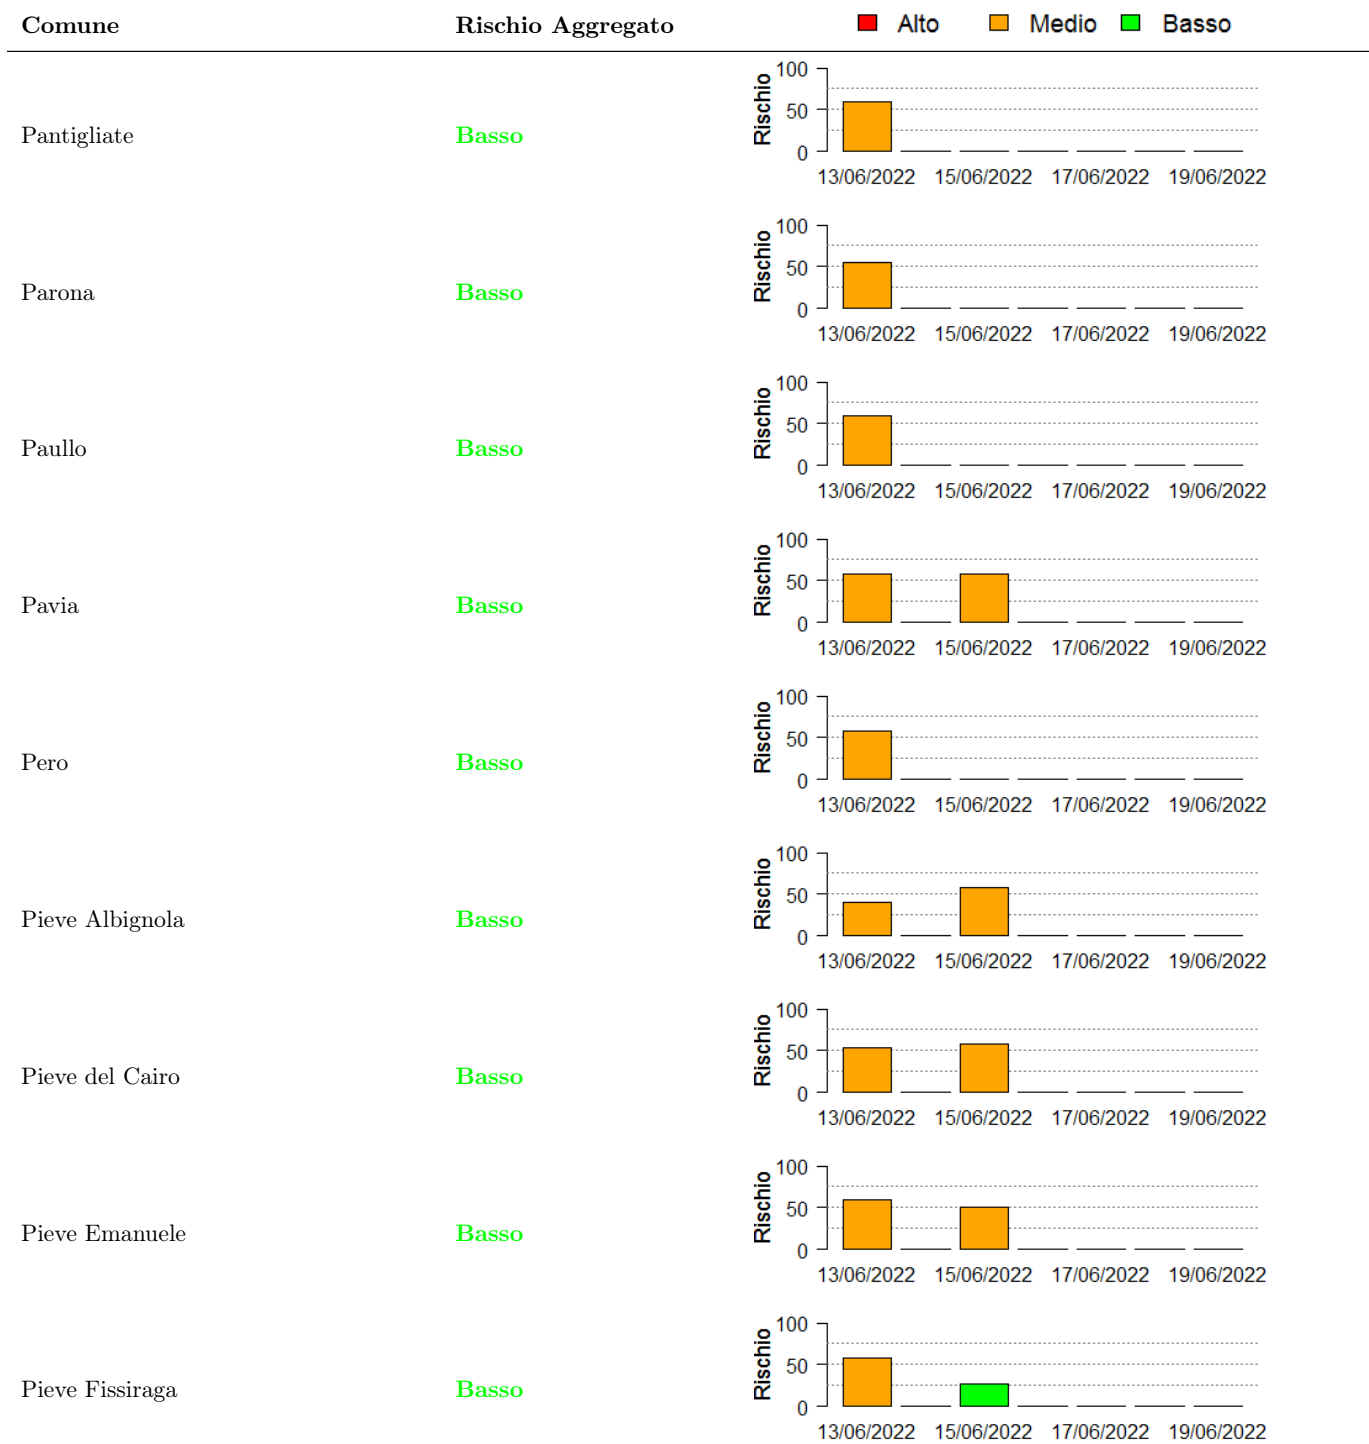 Comune Rischio Aggregato Alto Medio Basso
Pantigliate Basso Rischio 100 50 0
13/06/2022 15/06/2022 17/06/2022 19/06/2022
Parona Basso Rischio 100 50 0
13/06/2022 15/06/2022 17/06/2022 19/06/2022
Paullo Basso Rischio 100 50 0
13/06/2022 15/06/2022 17/06/2022 19/06/2022
Pavia Basso Rischio 100 50 0
13/06/2022 15/06/2022 17/06/2022 19/06/2022
Pero Basso Rischio 100 50 0
13/06/2022 15/06/2022 17/06/2022 19/06/2022
Pieve Albignola Basso Rischio 100 50 0
13/06/2022 15/06/2022 17/06/2022 19/06/2022
Pieve del Cairo Basso Rischio 100 50 0
13/06/2022 15/06/2022 17/06/2022 19/06/2022
Pieve Emanuele Basso Rischio 100 50 0
13/06/2022 15/06/2022 17/06/2022 19/06/2022
Pieve Fissiraga Basso Rischio 100 50 0
13/06/2022 15/06/2022 17/06/2022 19/06/2022